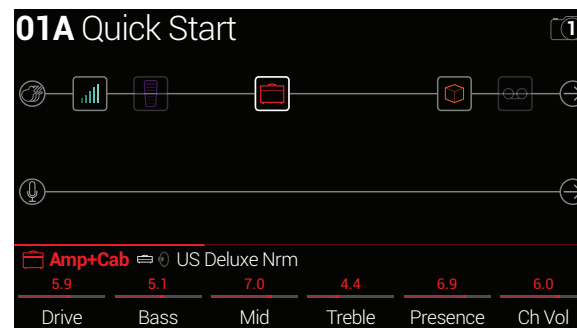 01A Quick Start
1
Amp+Cab US Deluxe Nrm
5.9 5.1 7.0 4.4 6.9 6.0
Drive Bass Mid Treble Presence Ch Vol